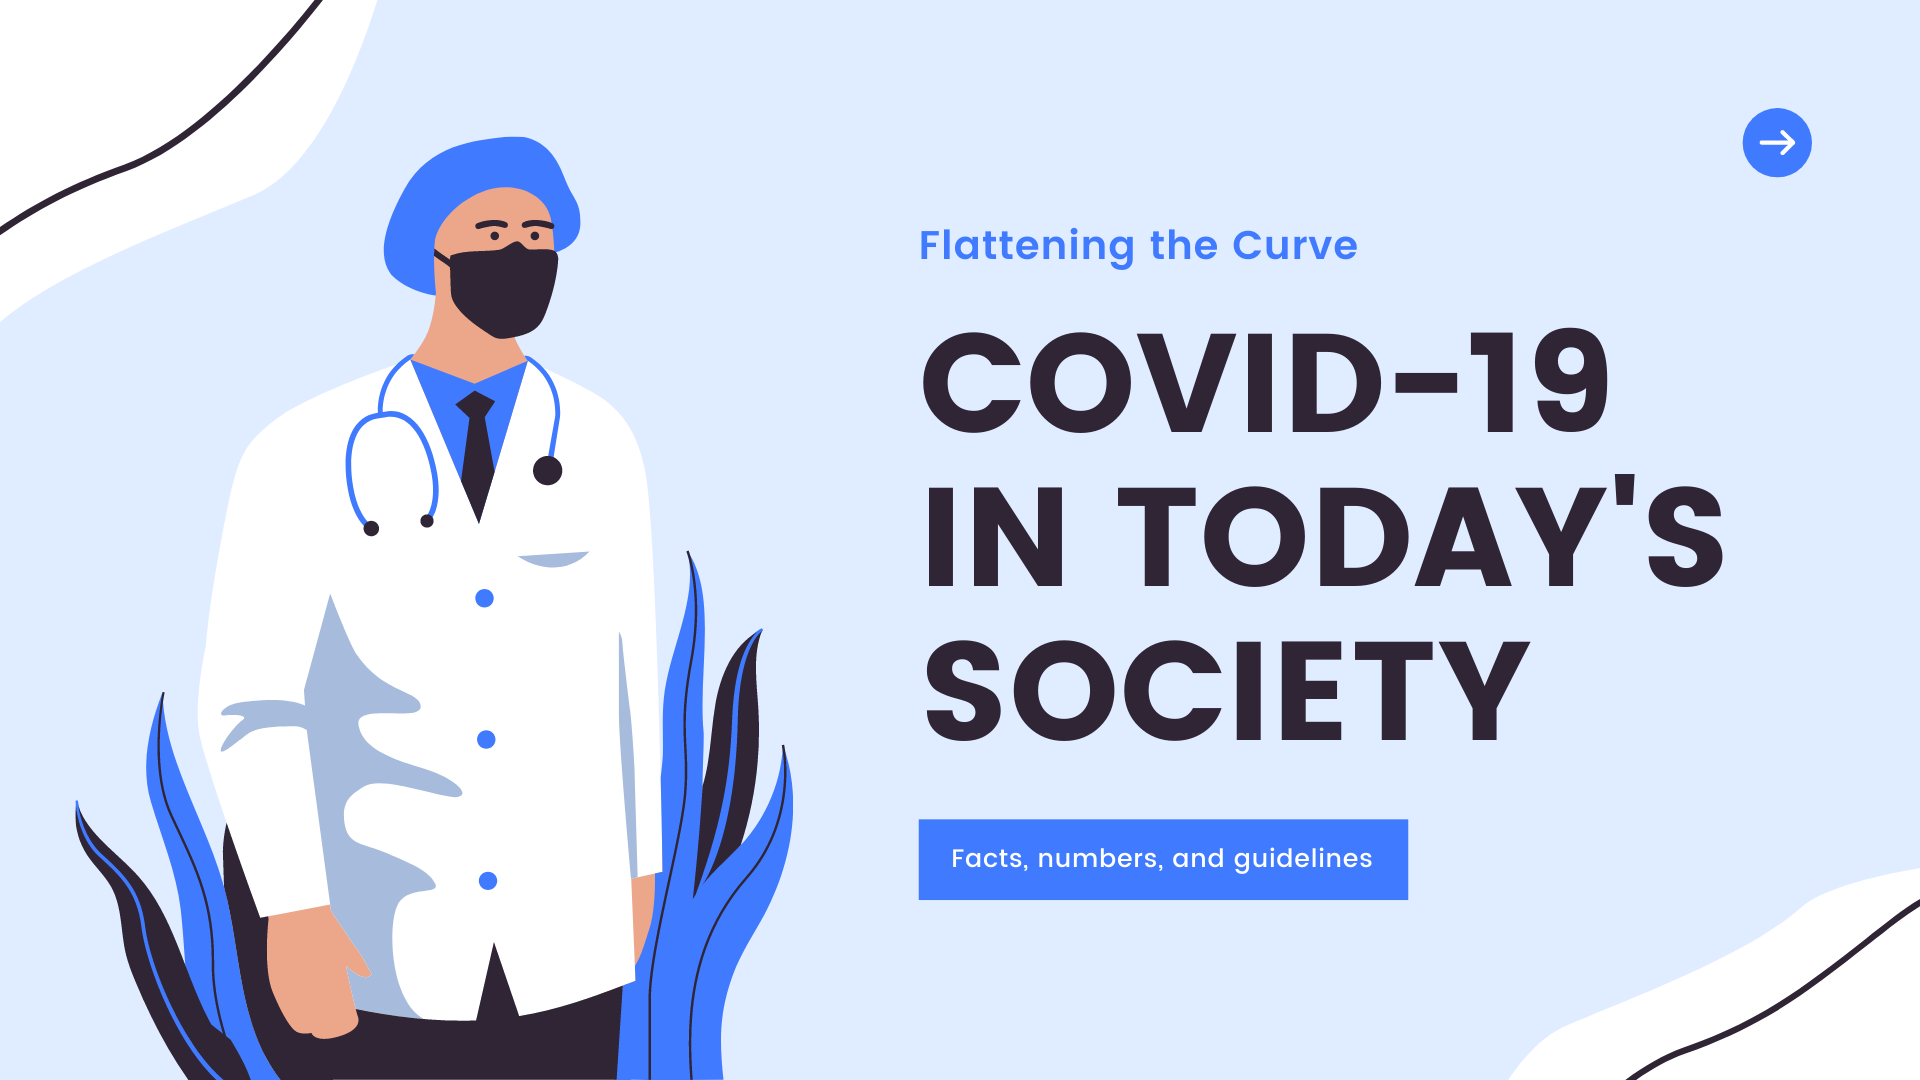 Flattening the Curve
COVID-19
IN TODAY'S
SOCIETY
Facts, numbers, and guidelines